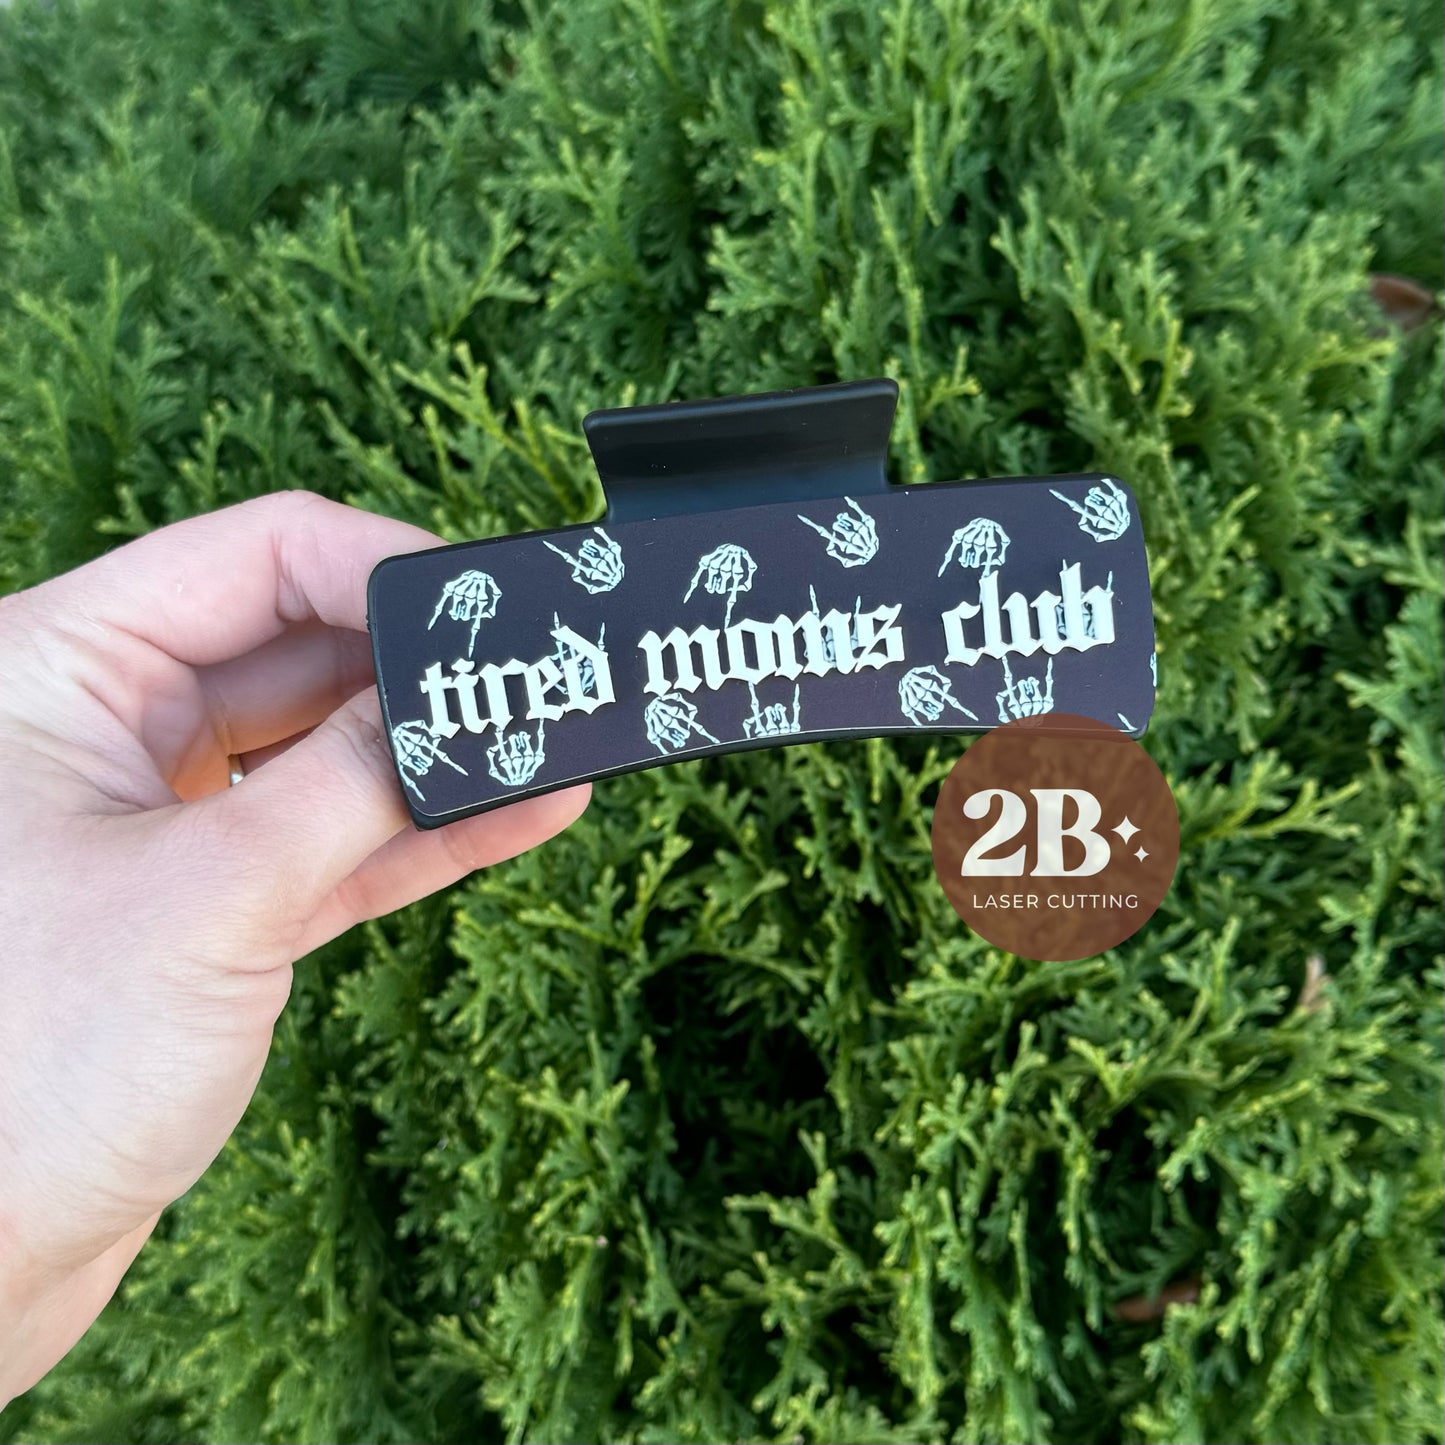 tired moms club
2B
LASER CUTTING